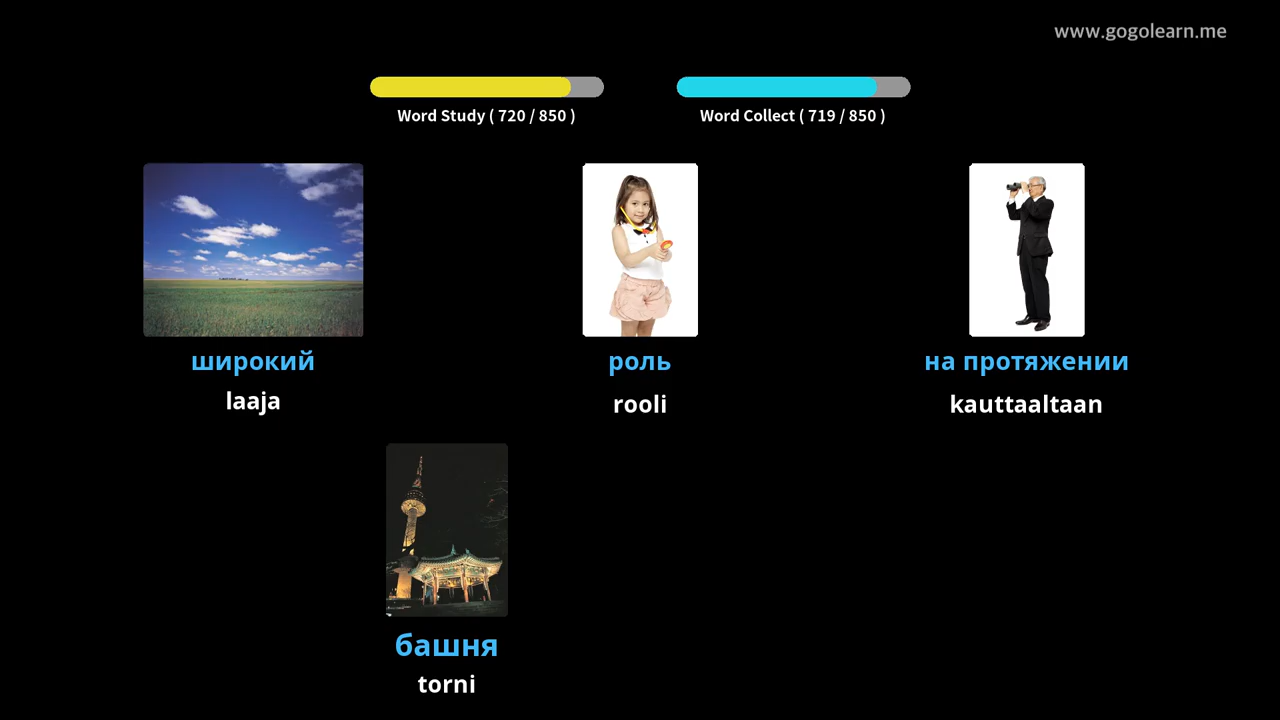 www.gogolearn.me
Word Study ( 720 / 850 )
Word Collect ( 719 / 850 )
широкий
laaja
роль
rooli
на протяжении
kauttaaltaan
башня
torni